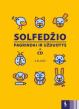 SOLFEDŽIO
PAGRINDAI IR UŽDUOTYS
CD